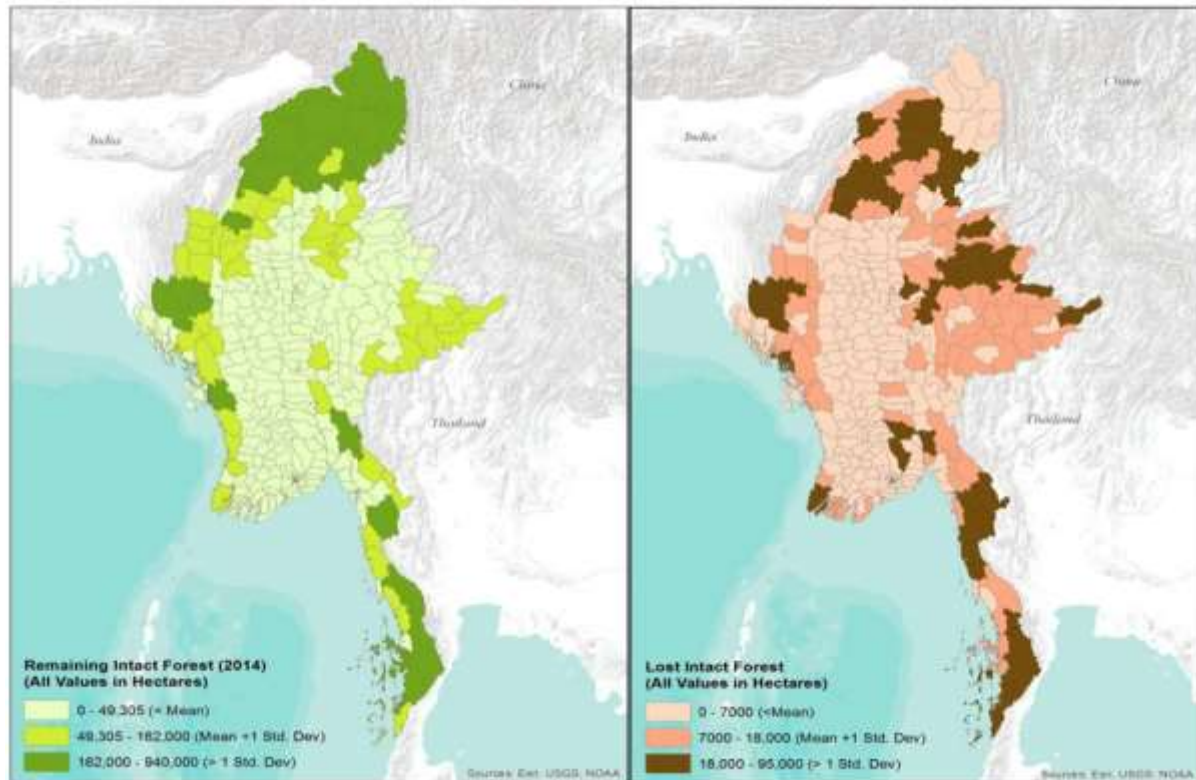 China
India
Thailand
Remaining Intact Forest (2014)
(All Values in Hectares)
0 - 49.305 (< Mean)
49.305 - 162,000 (Mean +1 Std. Dev)
162,000 - 940,000 (> 1 Std. Dev)
Sources: Esri, USGS, NOAA
China
India
Thailand
Lost Intact Forest
(All Values in Hectares)
0 - 7000 (<Mean)
7000 - 18,000 (Mean +1 Std. Dev)
18,000 - 95,000 (> 1 Std. Dev)
Sources: Esri, USGS, NOAA